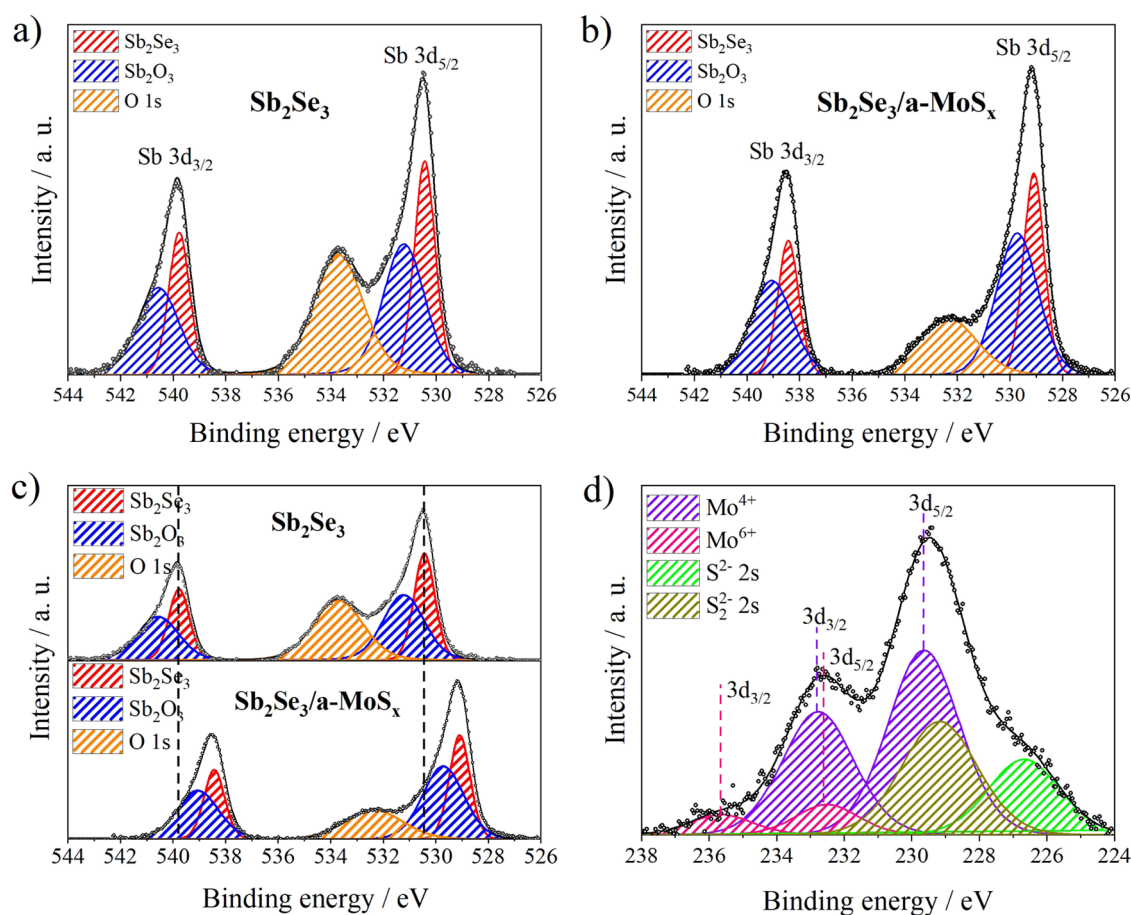 a)
Sb₂Se₃
Sb₂O₃
O 1s
Sb₂Se₃
Sb 3d₅/₂
Sb 3d₃/₂
Intensity / a. u.
544 542 540 538 536 534 532 530 528 526
Binding energy / eV
b)
Sb₂Se₃
Sb₂O₃
O 1s
Sb 3d₅/₂
Sb₂Se₃/a-MoSₓ
Sb 3d₃/₂
Intensity / a. u.
544 542 540 538 536 534 532 530 528 526
Binding energy / eV
c)
Sb₂Se₃
Sb₂O₃
O 1s
Sb₂Se₃
Sb₂Se₃
Sb₂O₃
O 1s
Sb₂Se₃/a-MoSₓ
Intensity / a. u.
544 542 540 538 536 534 532 530 528 526
Binding energy / eV
d)
Mo⁴⁺
Mo⁶⁺
S²⁻ 2s
S₂²⁻ 2s
3d₅/₂
3d₃/₂
3d₅/₂
3d₃/₂
Intensity / a. u.
238 236 234 232 230 228 226 224
Binding energy / eV